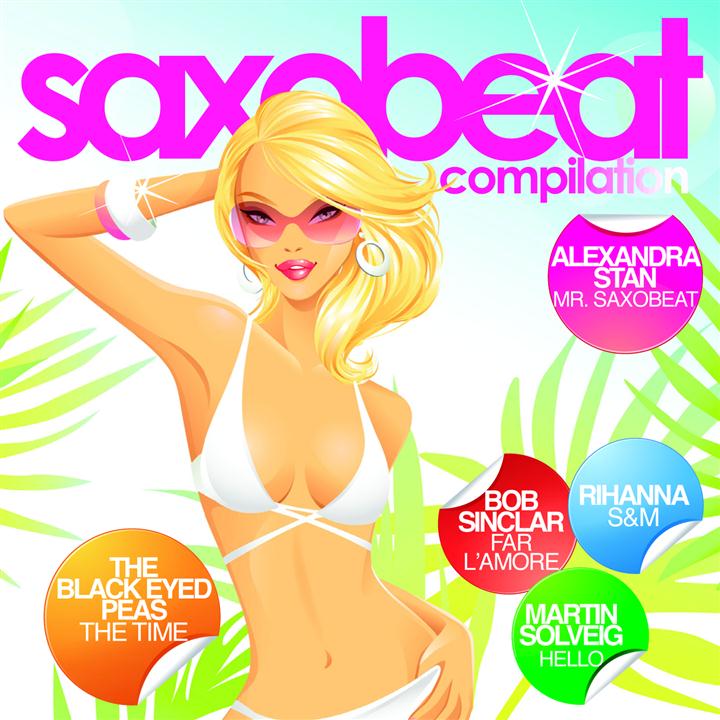 saxobeat
compilation
ALEXANDRA
STAN
MR. SAXOBEAT
BOB
SINCLAR
FAR
L'AMORE
RIHANNA
S&M
THE
BLACK EYED
PEAS
THE TIME
MARTIN
SOLVEIG
HELLO